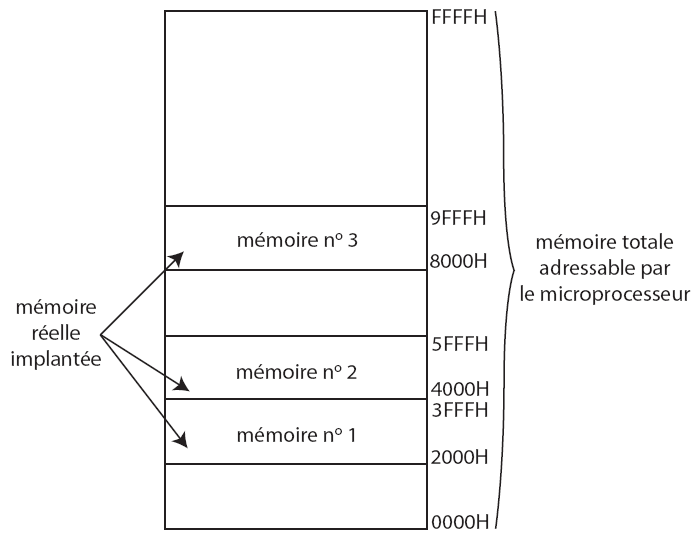 FFFFH
9FFFH
mémoire nº 3
8000H
mémoire totale
adressable par
le microprocesseur
mémoire
réelle
implantée
5FFFH
mémoire nº 2
4000H
3FFFH
mémoire nº 1
2000H
0000H